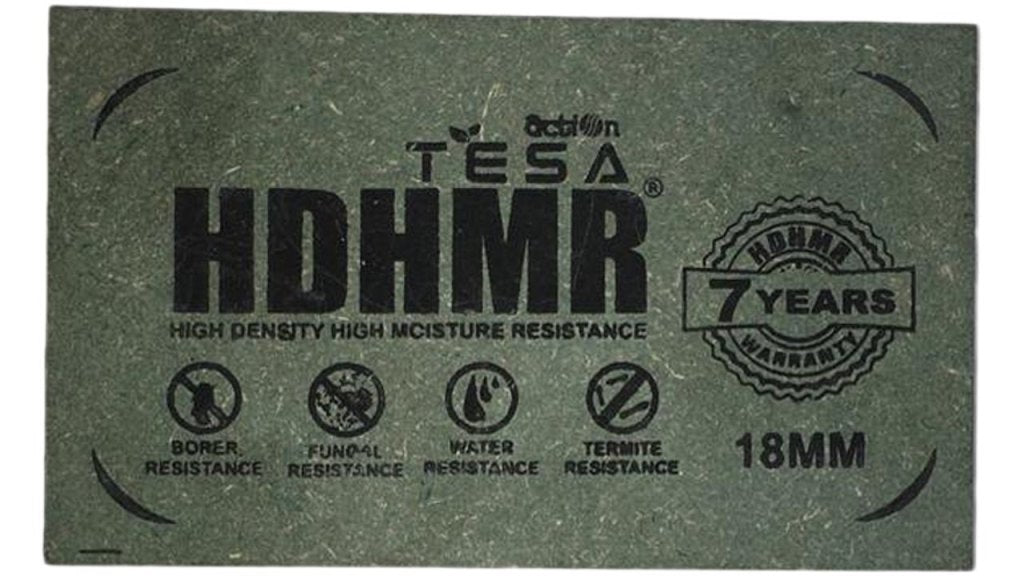 action
TESA
HDHMR®
HIGH DENSITY HIGH MOISTURE RESISTANCE
HDHMR
7 YEARS
WARRANTY
BORER
RESISTANCE
FUNGAL
RESISTANCE
WATER
RESISTANCE
TERMITE
RESISTANCE
18MM